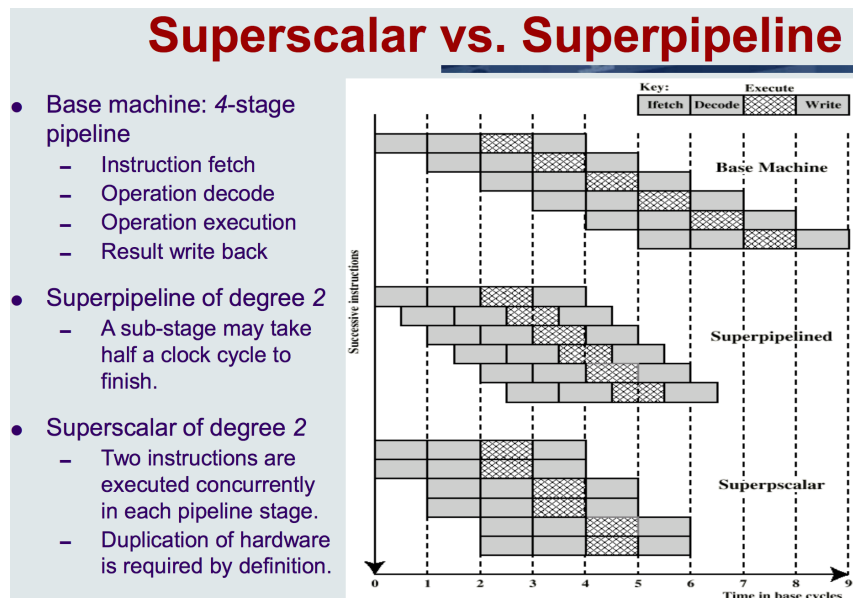 Superscalar vs. Superpipeline
• Base machine: 4-stage
pipeline
– Instruction fetch
– Operation decode
– Operation execution
– Result write back
• Superpipeline of degree 2
– A sub-stage may take
half a clock cycle to
finish.
• Superscalar of degree 2
– Two instructions are
executed concurrently
in each pipeline stage.
– Duplication of hardware
is required by definition.
Key: Execute
Ifetch Decode Write
Base Machine
Successive instructions
Superpipelined
Superpscalar
0 1 2 3 4 5 6 7 8 9
Time in base cycles